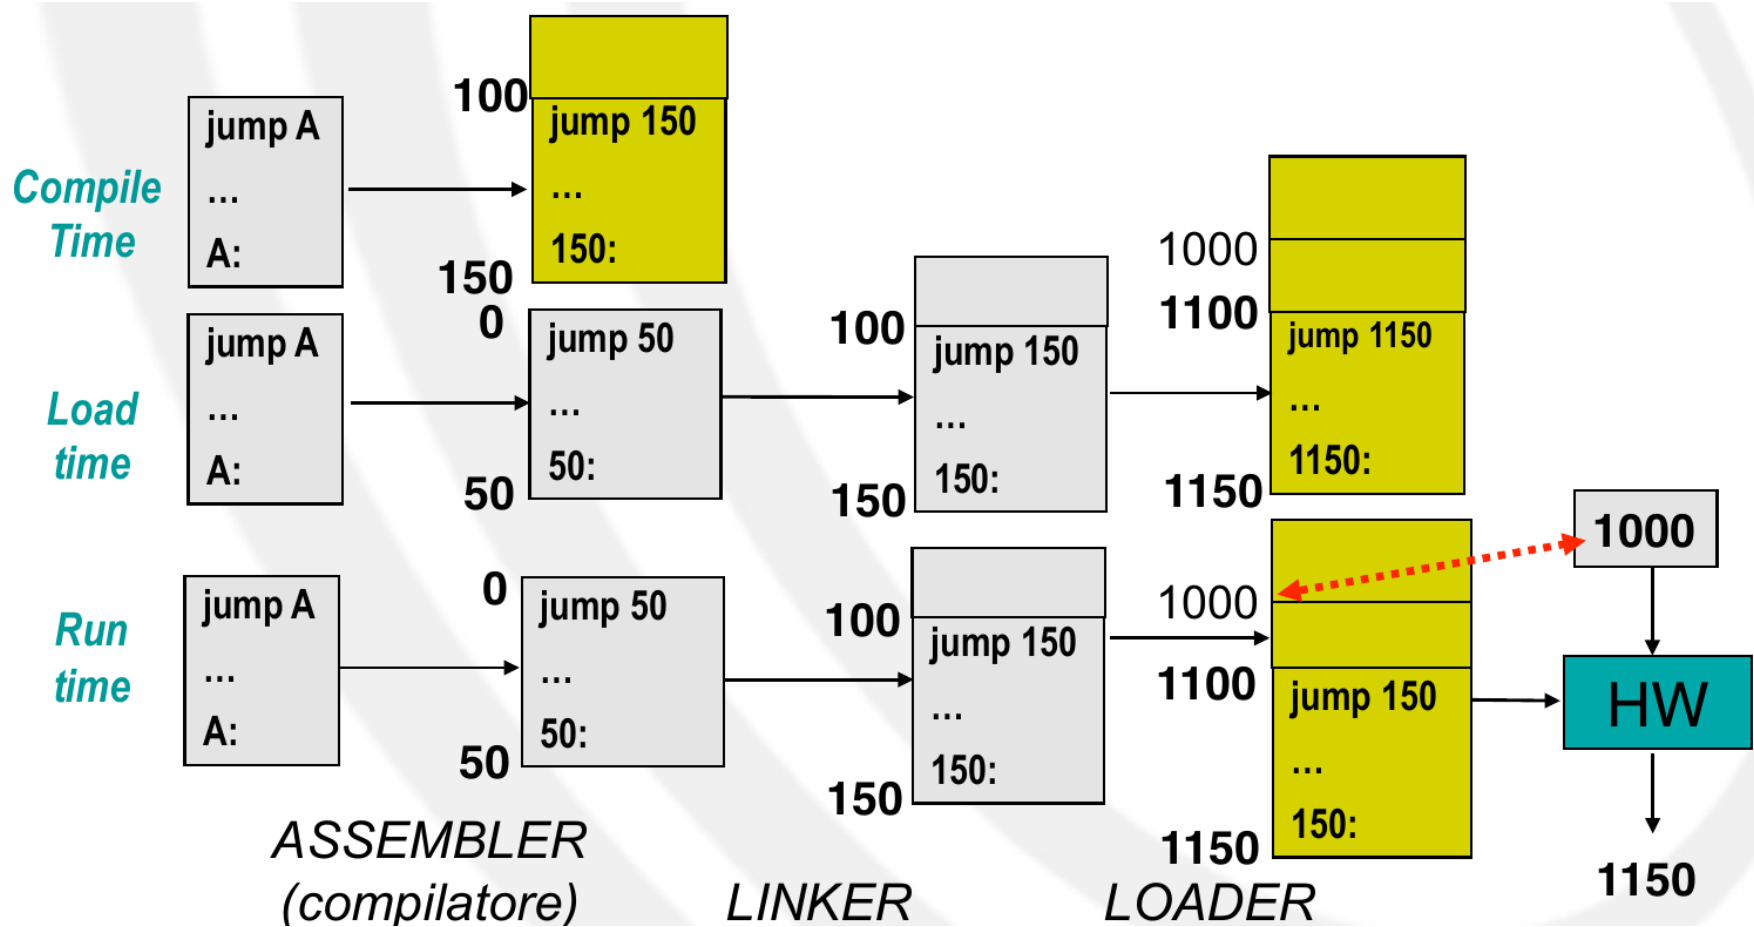 Compile
Time
jump A
...
A:
100
150
jump 150
...
150:
Load
time
jump A
...
A:
0
50
jump 50
...
50:
100
150
jump 150
...
150:
1000
1100
1150
jump 1150
...
1150:
Run
time
jump A
...
A:
0
50
jump 50
...
50:
100
150
jump 150
...
150:
1000
1100
1150
jump 150
...
150:
1000
HW
1150
ASSEMBLER
(compilatore)
LINKER
LOADER